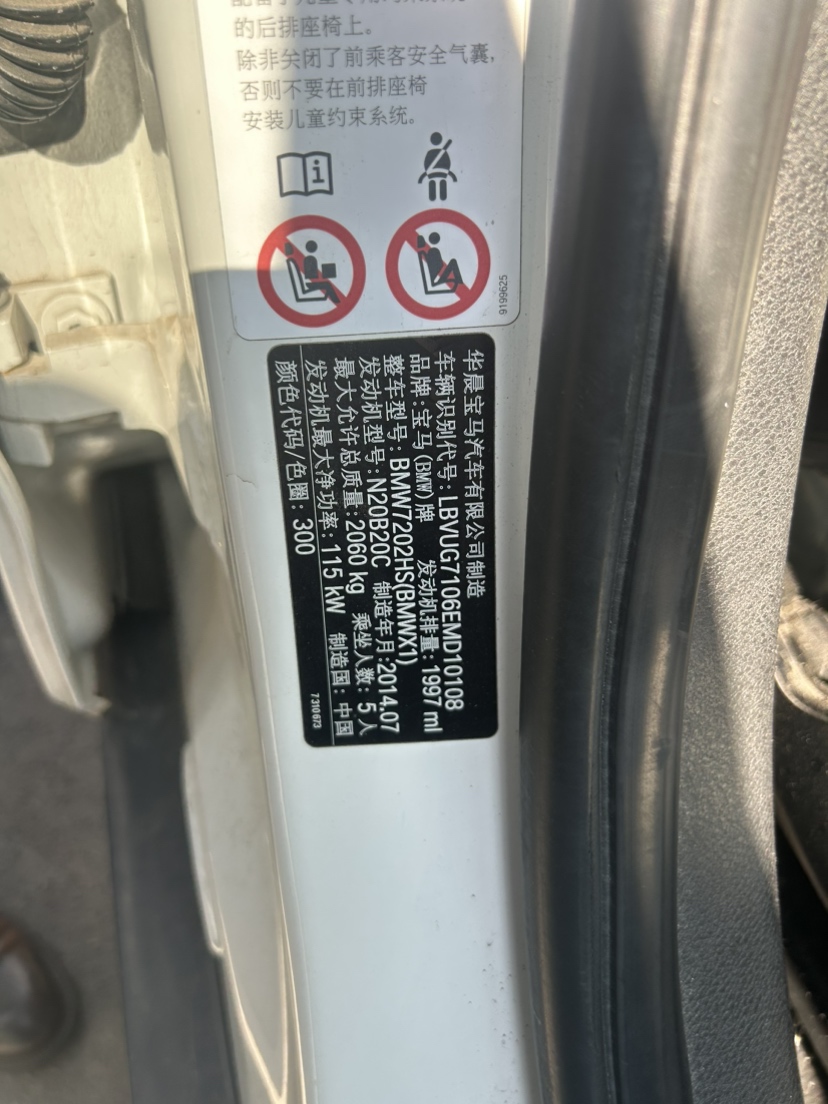 的后排座椅上。
除非关闭了前乘客安全气囊，
否则不要在前排座椅
安装儿童约束系统。
9199625
华晨宝马汽车有限公司制造
车辆识别代号：LBVUG7106EMD10108
品牌：宝马(BMW)牌 发动机排量：1997 ml
整车型号：BMW7202HS(BMWX1)
发动机型号：N20B20C 制造年月：2014.07
最大允许总质量：2060 kg 乘坐人数：5人
发动机最大净功率：115 kW 制造国：中国
颜色代码/色圈：300
7310673